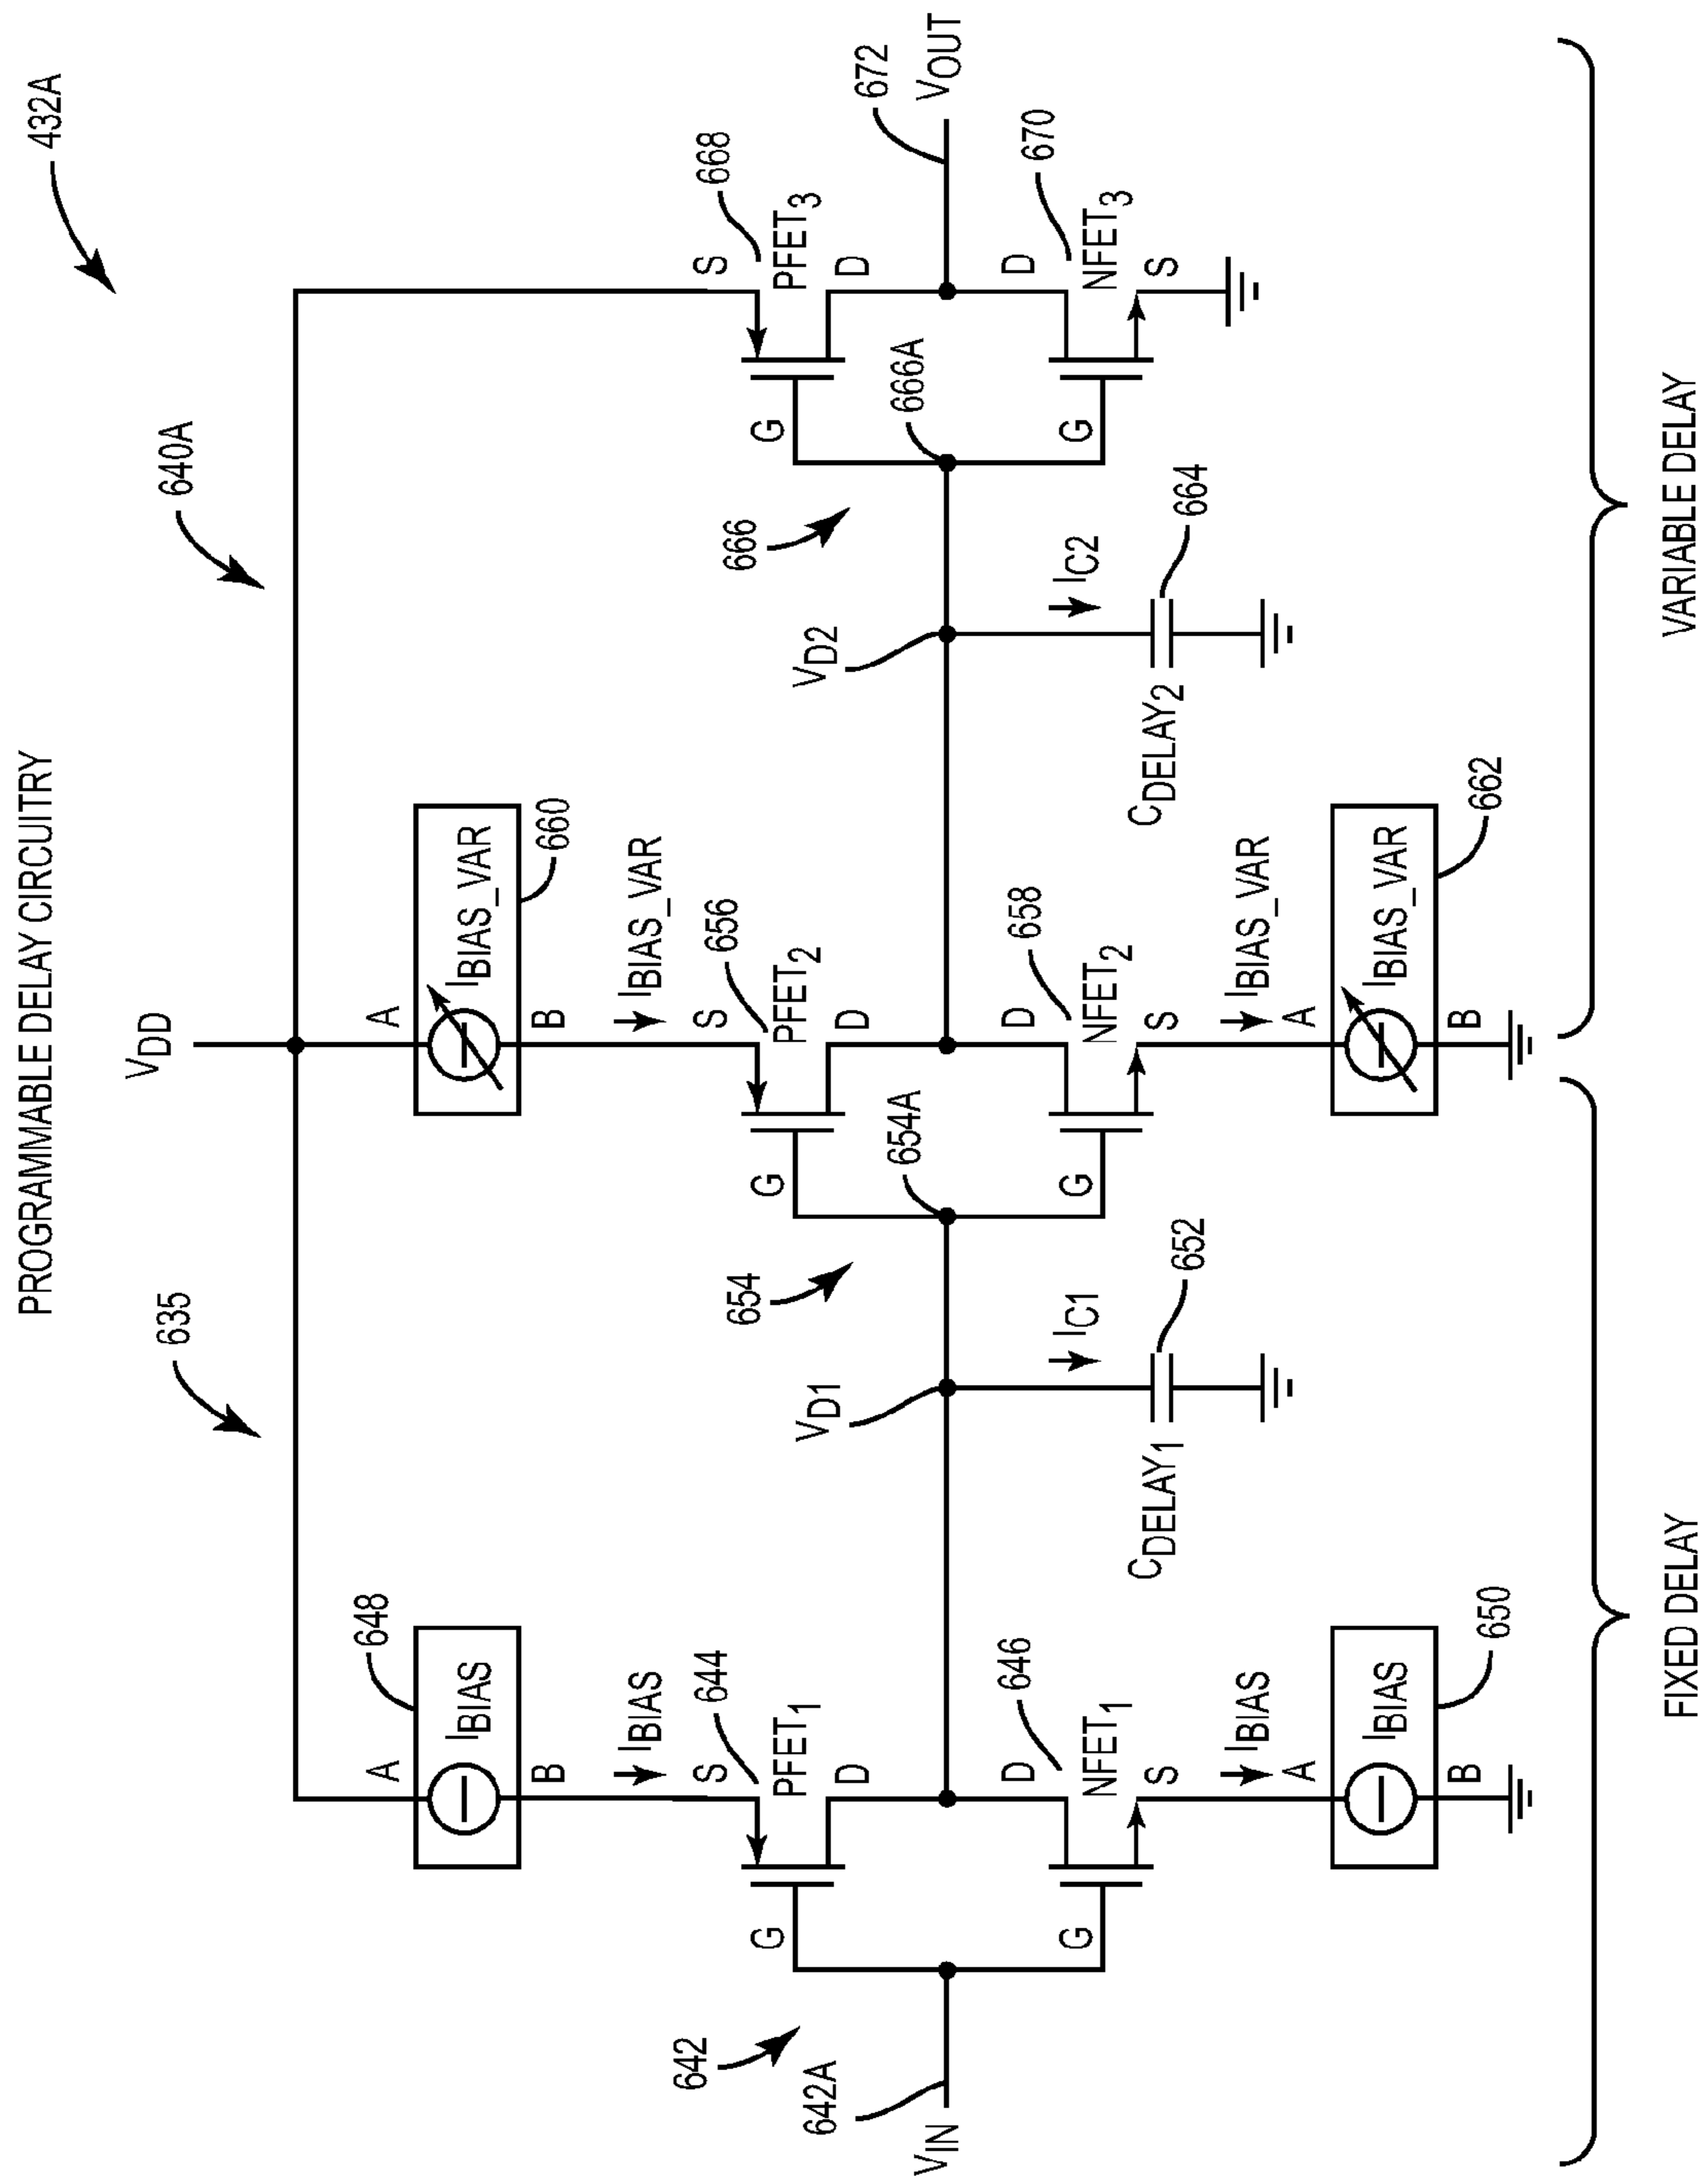 PROGRAMMABLE DELAY CIRCUITRY
432A
VDD
635
640A
648
A
IBIAS
B
IBIAS
A
IBIAS_VAR
B
660
IBIAS_VAR
644
S
PFET1
D
G
656
S
PFET2
D
G
668
S
PFET3
D
G
642
642A
VIN
VD1
654
654A
VD2
666
666A
672
VOUT
646
D
NFET1
S
G
IC1
652
CDELAY1
658
D
NFET2
S
G
IC2
664
CDELAY2
670
D
NFET3
S
G
IBIAS
A
IBIAS
B
650
IBIAS_VAR
A
IBIAS_VAR
B
662
FIXED DELAY
VARIABLE DELAY